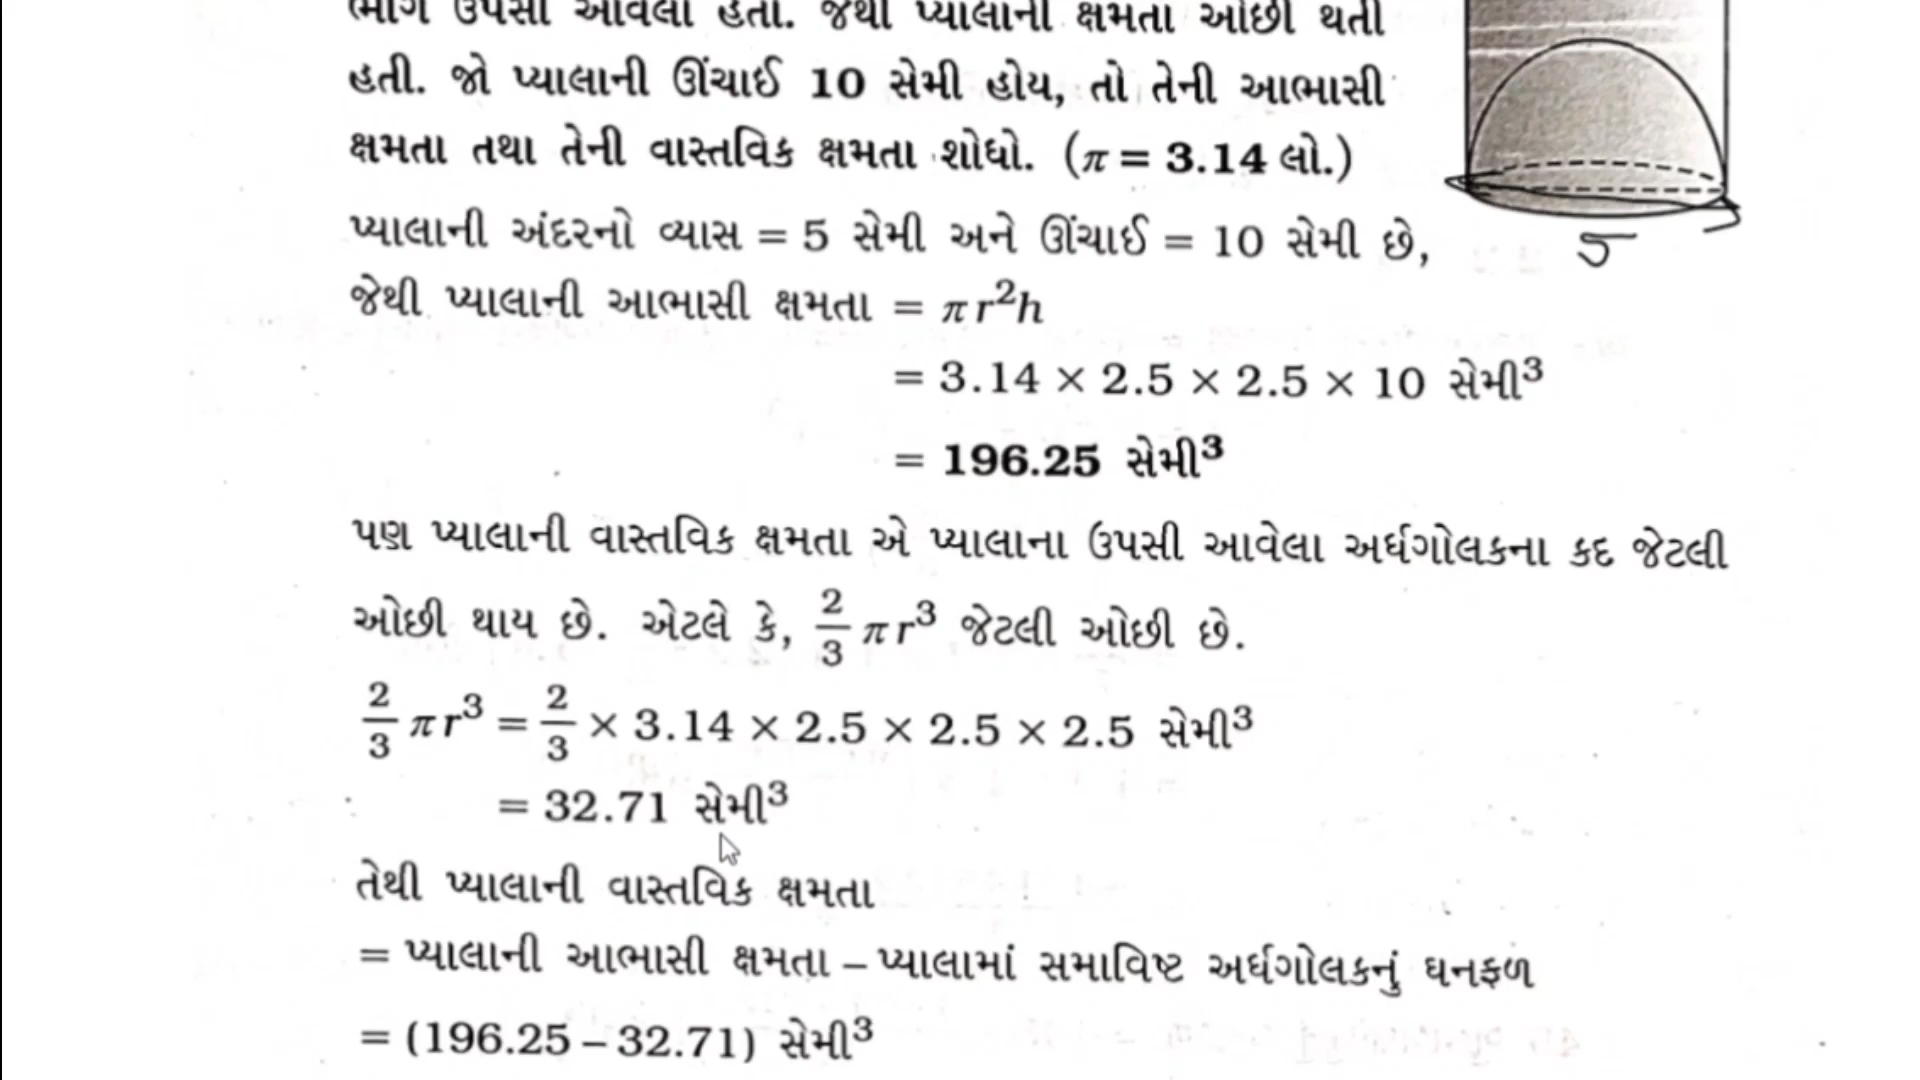 ભાગ ઉપસી આવેલો હતો. જેથી પ્યાલાની ક્ષમતા ઓછી થતી
હતી. જો પ્યાલાની ઊંચાઈ 10 સેમી હોય, તો તેની આભાસી
ક્ષમતા તથા તેની વાસ્તવિક ક્ષમતા શોધો. (π = 3.14 લો.)
પ્યાલાની અંદરનો વ્યાસ = 5 સેમી અને ઊંચાઈ = 10 સેમી છે,
5
જેથી પ્યાલાની આભાસી ક્ષમતા = πr²h
= 3.14 × 2.5 × 2.5 × 10 સેમી³
= 196.25 સેમી³
પણ પ્યાલાની વાસ્તવિક ક્ષમતા એ પ્યાલાના ઉપસી આવેલા અર્ધગોલકના કદ જેટલી
ઓછી થાય છે. એટલે કે, 2/3 πr³ જેટલી ઓછી છે.
2/3 πr³ = 2/3 × 3.14 × 2.5 × 2.5 × 2.5 સેમી³
= 32.71 સેમી³
તેથી પ્યાલાની વાસ્તવિક ક્ષમતા
= પ્યાલાની આભાસી ક્ષમતા – પ્યાલામાં સમાવિષ્ટ અર્ધગોલકનું ઘનફળ
= (196.25 – 32.71) સેમી³